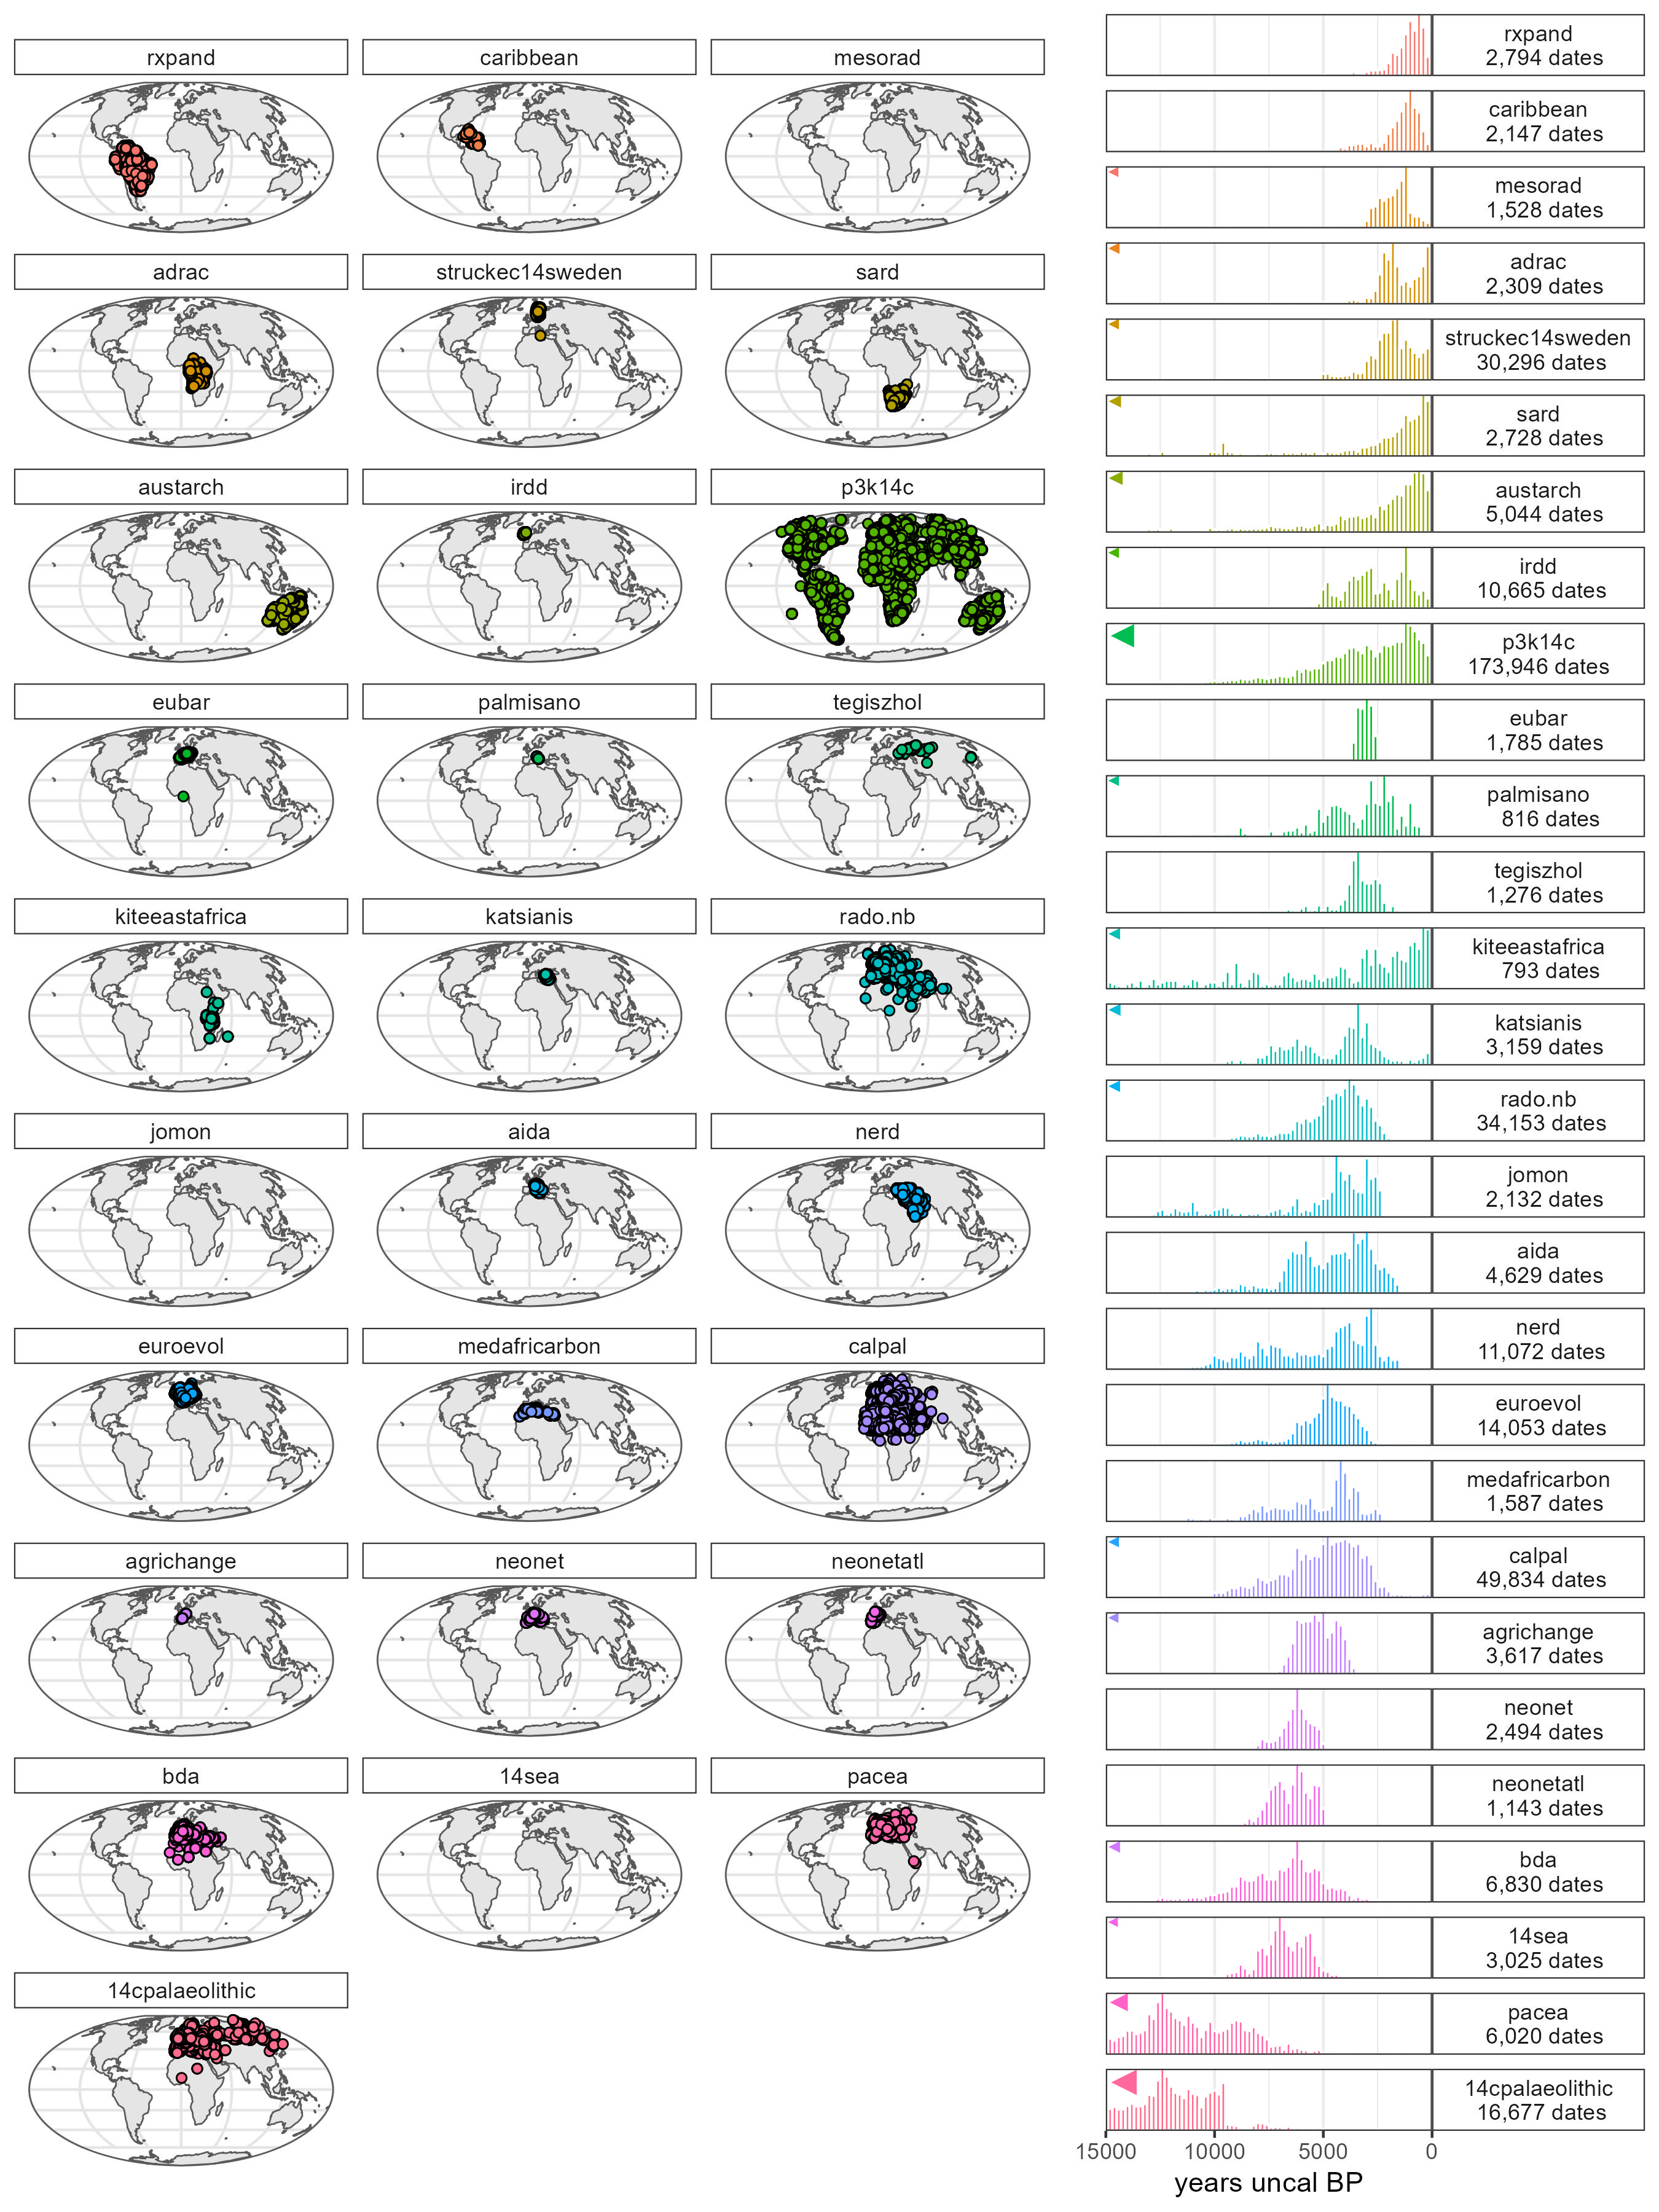 rxpand
caribbean
mesorad
adrac
struckec14sweden
sard
austarch
irdd
p3k14c
eubar
palmisano
tegiszhol
kiteeastafrica
katsianis
rado.nb
jomon
aida
nerd
euroevol
medafricarbon
calpal
agrichange
neonet
neonetatl
bda
14sea
pacea
14cpalaeolithic
rxpand
2,794 dates
caribbean
2,147 dates
mesorad
1,528 dates
adrac
2,309 dates
struckec14sweden
30,296 dates
sard
2,728 dates
austarch
5,044 dates
irdd
10,665 dates
p3k14c
173,946 dates
eubar
1,785 dates
palmisano
816 dates
tegiszhol
1,276 dates
kiteeastafrica
793 dates
katsianis
3,159 dates
rado.nb
34,153 dates
jomon
2,132 dates
aida
4,629 dates
nerd
11,072 dates
euroevol
14,053 dates
medafricarbon
1,587 dates
calpal
49,834 dates
agrichange
3,617 dates
neonet
2,494 dates
neonetatl
1,143 dates
bda
6,830 dates
14sea
3,025 dates
pacea
6,020 dates
14cpalaeolithic
16,677 dates
15000 10000 5000 0
years uncal BP